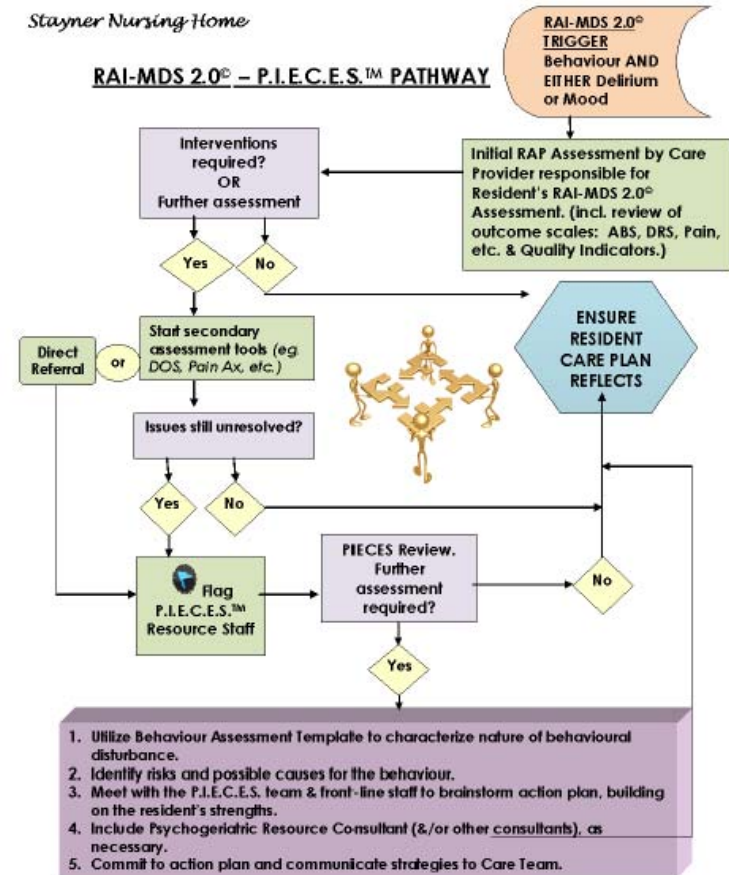 Stayner Nursing Home
RAI-MDS 2.0© – P.I.E.C.E.S.™ PATHWAY
RAI-MDS 2.0©
TRIGGER
Behaviour AND
EITHER Delirium
or Mood
Initial RAP Assessment by Care
Provider responsible for
Resident's RAI-MDS 2.0©
Assessment. (incl. review of
outcome scales: ABS, DRS, Pain,
etc. & Quality Indicators.)
Interventions
required?
OR
Further assessment
Yes
No
ENSURE
RESIDENT
CARE PLAN
REFLECTS
Direct
Referral
or
Start secondary
assessment tools (eg.
DOS, Pain Ax, etc.)
Issues still unresolved?
Yes
No
Flag
P.I.E.C.E.S.™
Resource Staff
PIECES Review.
Further
assessment
required?
No
Yes
1. Utilize Behaviour Assessment Template to characterize nature of behavioural
disturbance.
2. Identify risks and possible causes for the behaviour.
3. Meet with the P.I.E.C.E.S. team & front-line staff to brainstorm action plan, building
on the resident's strengths.
4. Include Psychogeriatric Resource Consultant (&/or other consultants), as
necessary.
5. Commit to action plan and communicate strategies to Care Team.